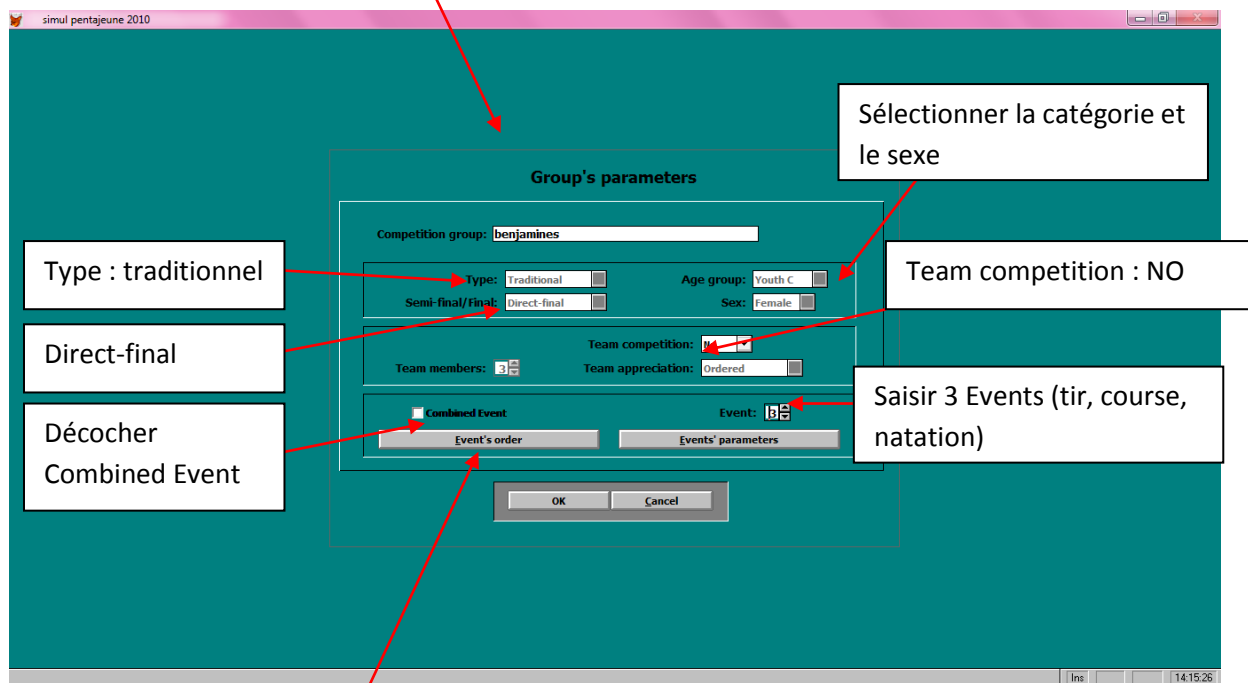 simul pentajeune 2010
Sélectionner la catégorie et
le sexe
Group's parameters
Competition group: benjamines
Type : traditionnel
Type: Traditional
Age group: Youth C
Team competition : NO
Semi-final/Final: Direct-final
Sex: Female
Direct-final
Team competition:
Team members: 3
Team appreciation: Ordered
Saisir 3 Events (tir, course,
natation)
Combined Event
Event: 3
Décocher
Combined Event
Event's order
Events' parameters
OK
Cancel
Ins
14:15:26